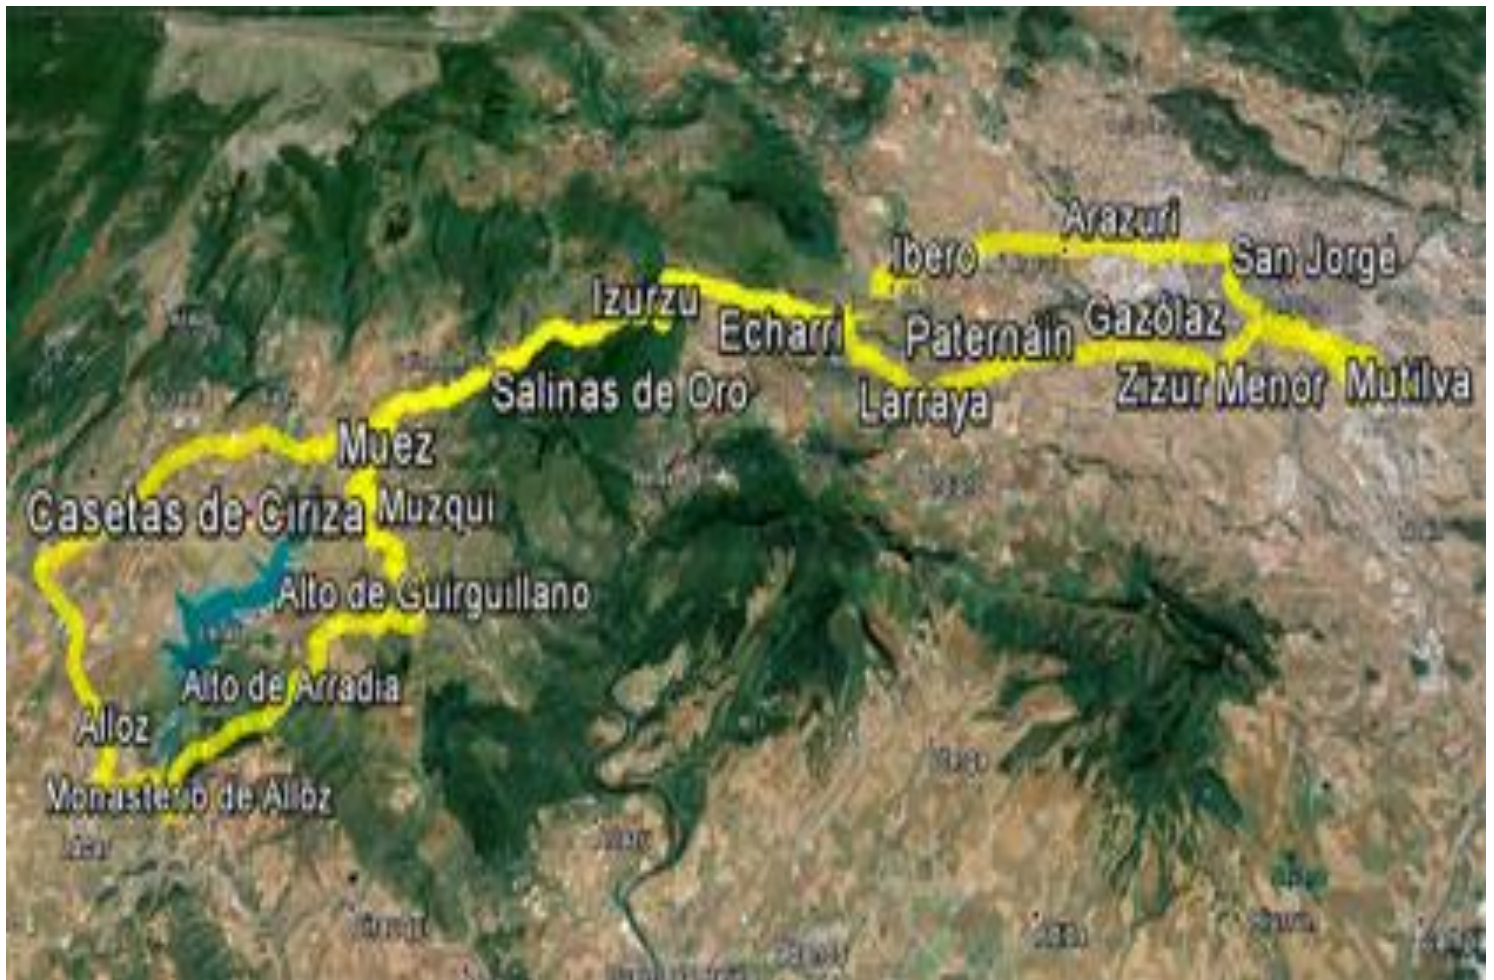 Arazuri
Ibero
San Jorge
Izurzu
Echarri
Paternáin
Gazólaz
Salinas de Oro
Larraya
Zizur Menor
Mutilva
Muez
Casetas de Ciriza
Muzqui
Alto de Guirguillano
Alto de Arradia
Alloz
Monasterio de Alloz